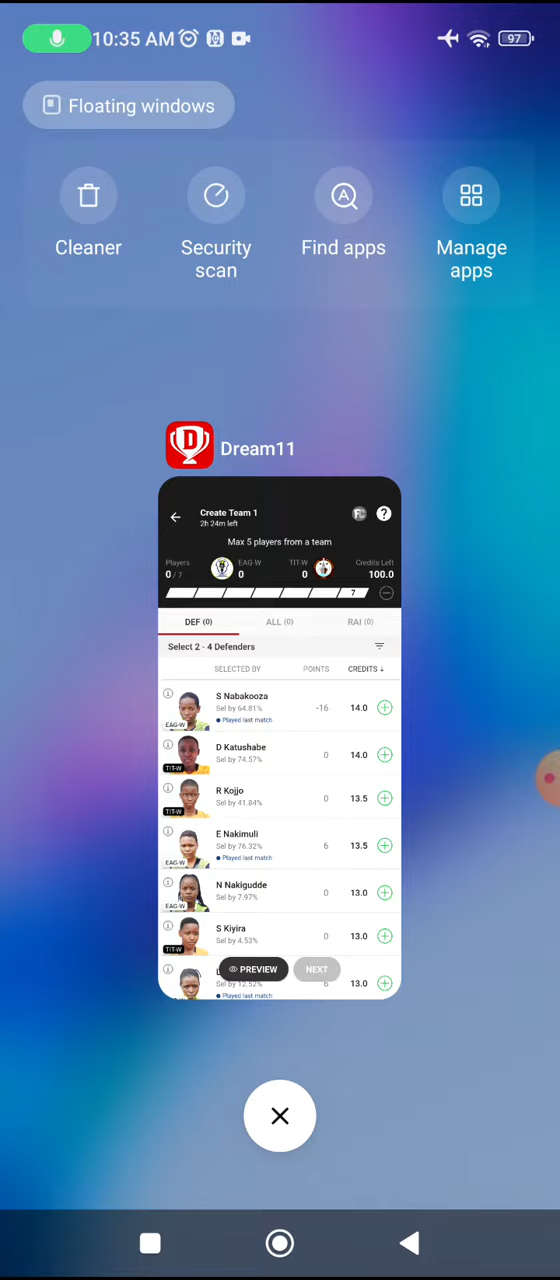 10:35 AM
97
Floating windows
Cleaner
Security scan
Find apps
Manage apps
Dream11
Create Team 1
2h 24m left
Max 5 players from a team
Players
0 / 7
EAG-W
0
TIT-W
0
Credits Left
100.0
7
DEF (0)
ALL (0)
RAI (0)
Select 2 - 4 Defenders
SELECTED BY
POINTS
CREDITS ↓
S Nabakooza
Sel by 64.81%
Played last match
EAG-W
-16
14.0
D Katushabe
Sel by 74.57%
TIT-W
0
14.0
R Kojjo
Sel by 41.84%
TIT-W
0
13.5
E Nakimuli
Sel by 76.32%
Played last match
EAG-W
6
13.5
N Nakigudde
Sel by 7.97%
EAG-W
0
13.0
S Kiyira
Sel by 4.53%
TIT-W
0
13.0
Sel by 12.52%
Played last match
6
13.0
PREVIEW
NEXT